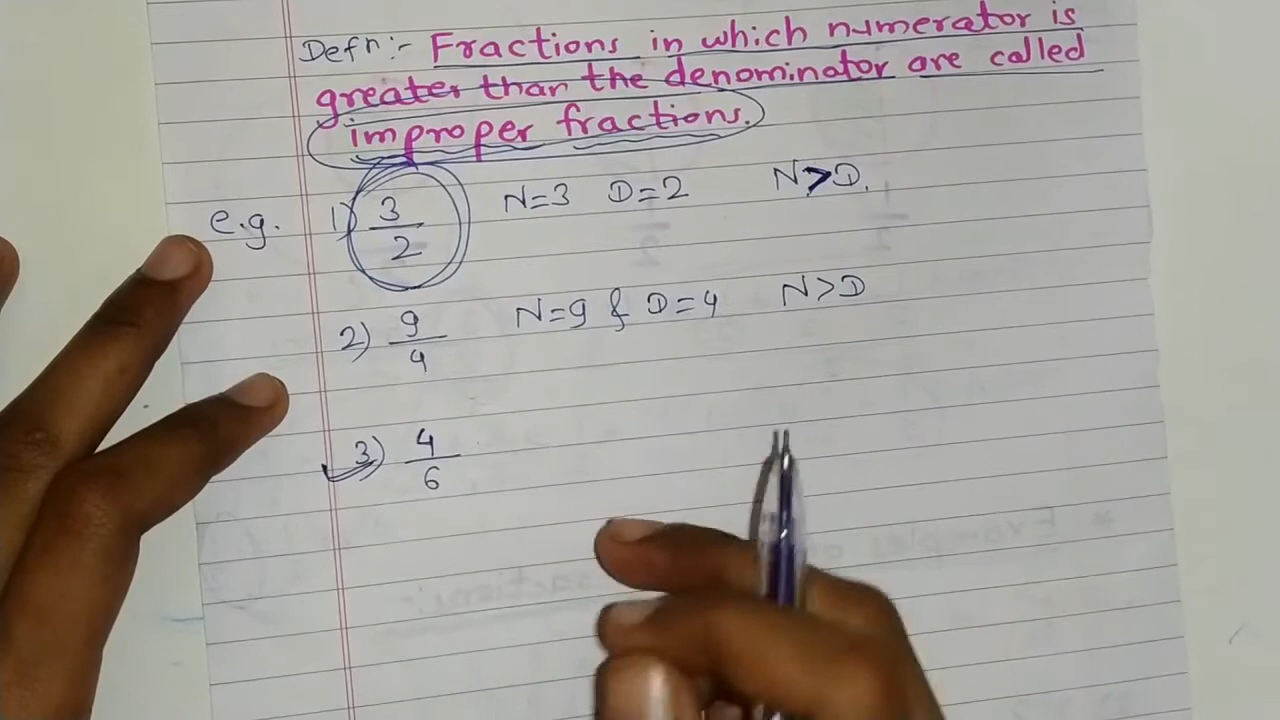 Defn:- Fractions in which numerator is
greater than the denominator are called
improper fractions.
e.g. 1) 3/2 N=3 D=2 N>D.
2) 9/4 N=9 & D=4 N>D
3) 4/6